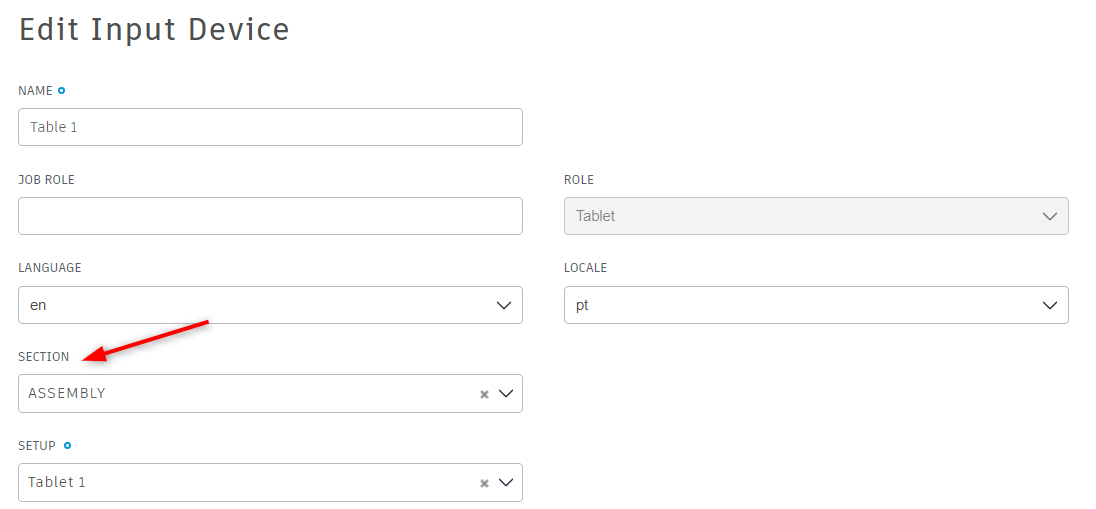 Edit Input Device
NAME
Table 1
JOB ROLE
ROLE
Tablet
LANGUAGE
LOCALE
en
pt
SECTION
ASSEMBLY
SETUP
Tablet 1